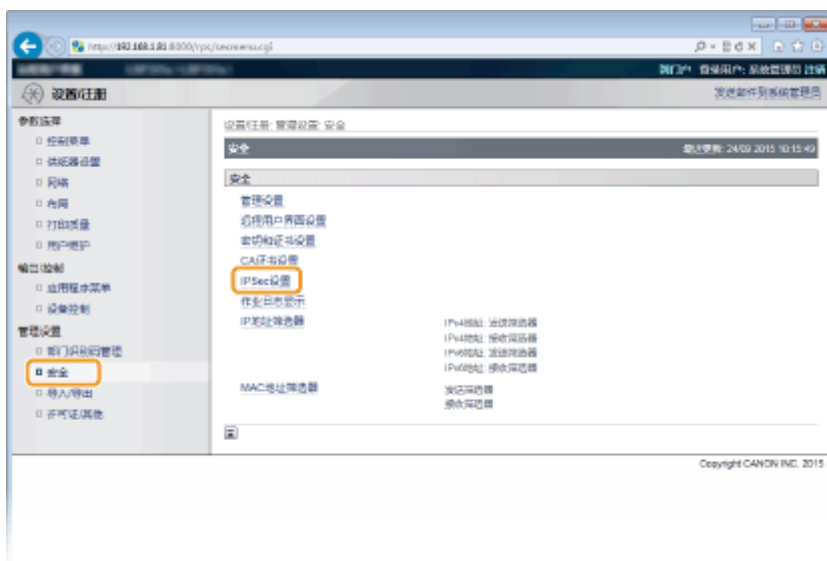 http://192.168.1.81:8000/rps/csecmenu.cgi
到门户 登录用户: 系统管理员 注销
设置/注册
发送邮件到系统管理员
参数选择
控制菜单
供纸器设置
网络
布局
打印质量
用户维护
输出/控制
应用程序菜单
设备控制
管理设置
部门识别码管理
安全
导入/导出
许可证/其他
设置/注册: 管理设置: 安全
安全
最近更新: 24/09 2015 10:15:49
安全
管理设置
远程用户界面设置
密钥和证书设置
CA证书设置
IPSec设置
作业日志显示
IP地址筛选器
IPv4地址: 发送筛选器
IPv4地址: 接收筛选器
IPv6地址: 发送筛选器
IPv6地址: 接收筛选器
MAC地址筛选器
发送筛选器
接收筛选器
Copyright CANON INC. 2015